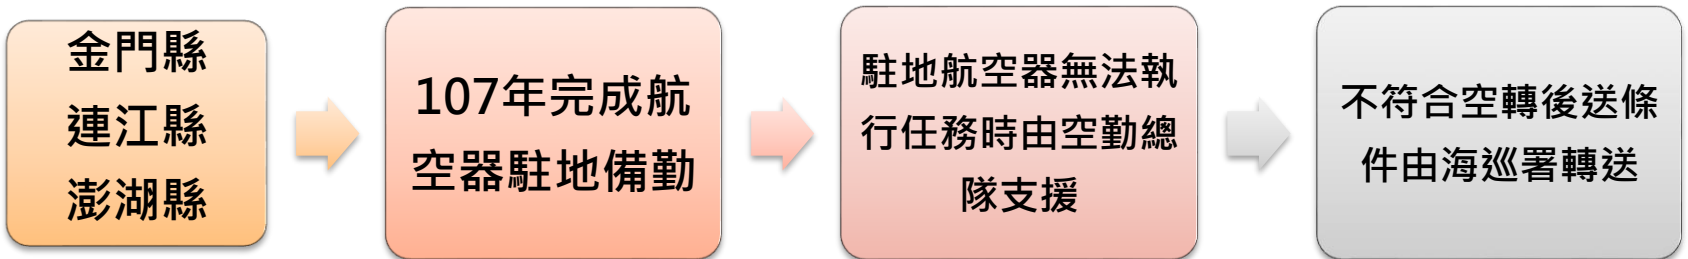 金門縣
連江縣
澎湖縣
107年完成航
空器駐地備勤
駐地航空器無法執
行任務時由空勤總
隊支援
不符合空轉後送條
件由海巡署轉送